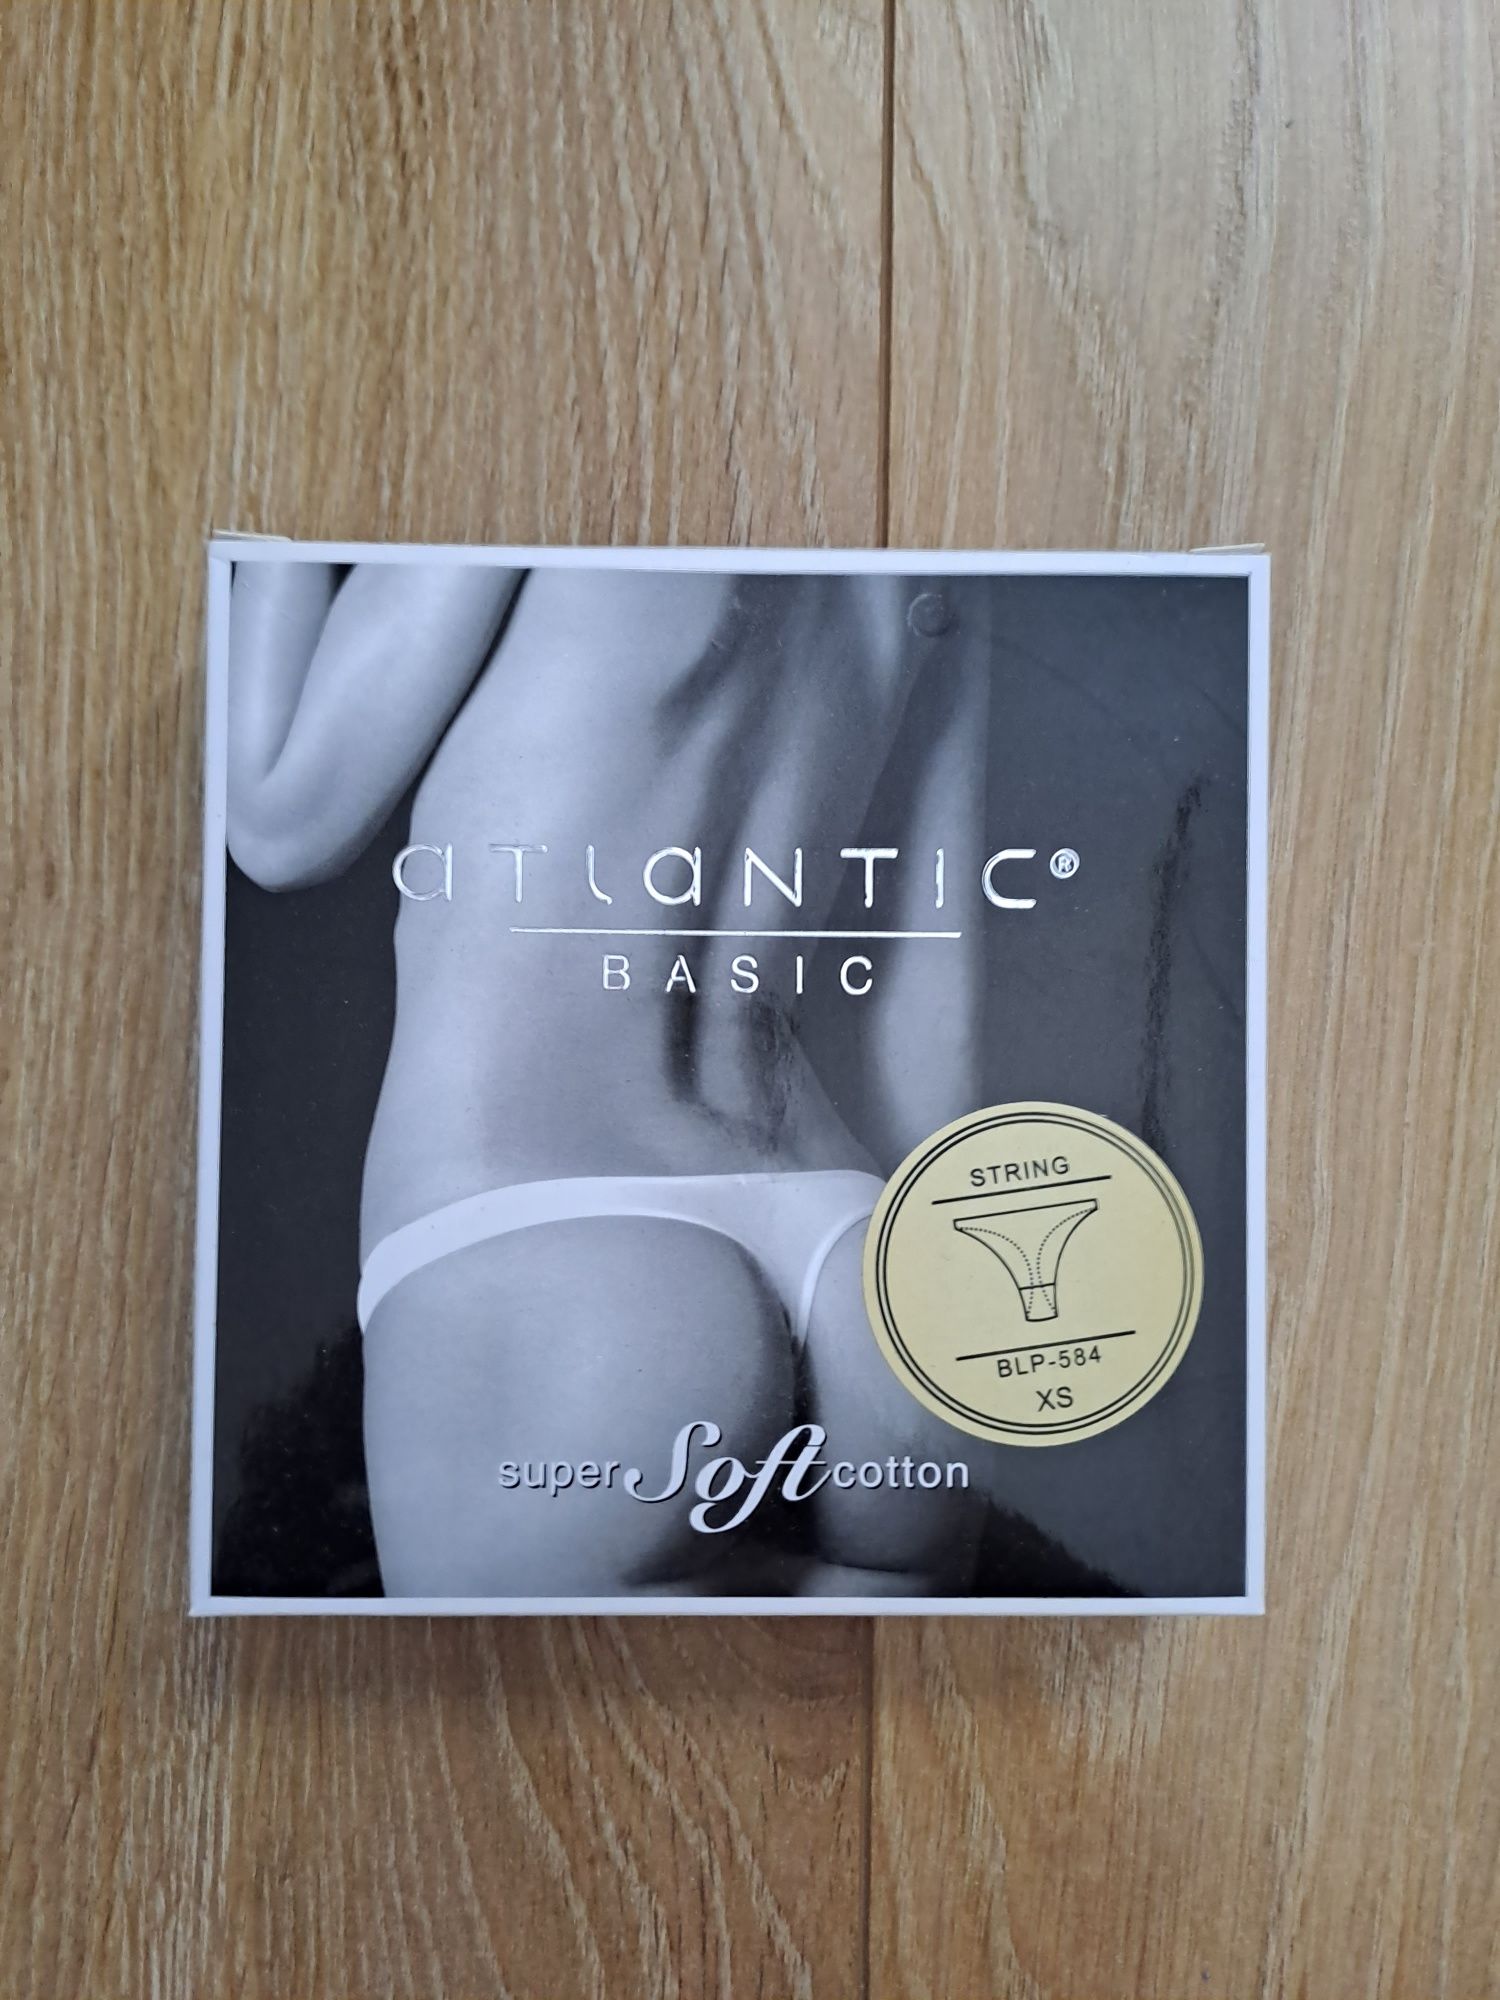 aTlaNTIC®
BASIC
STRING
BLP-584
XS
super Soft cotton